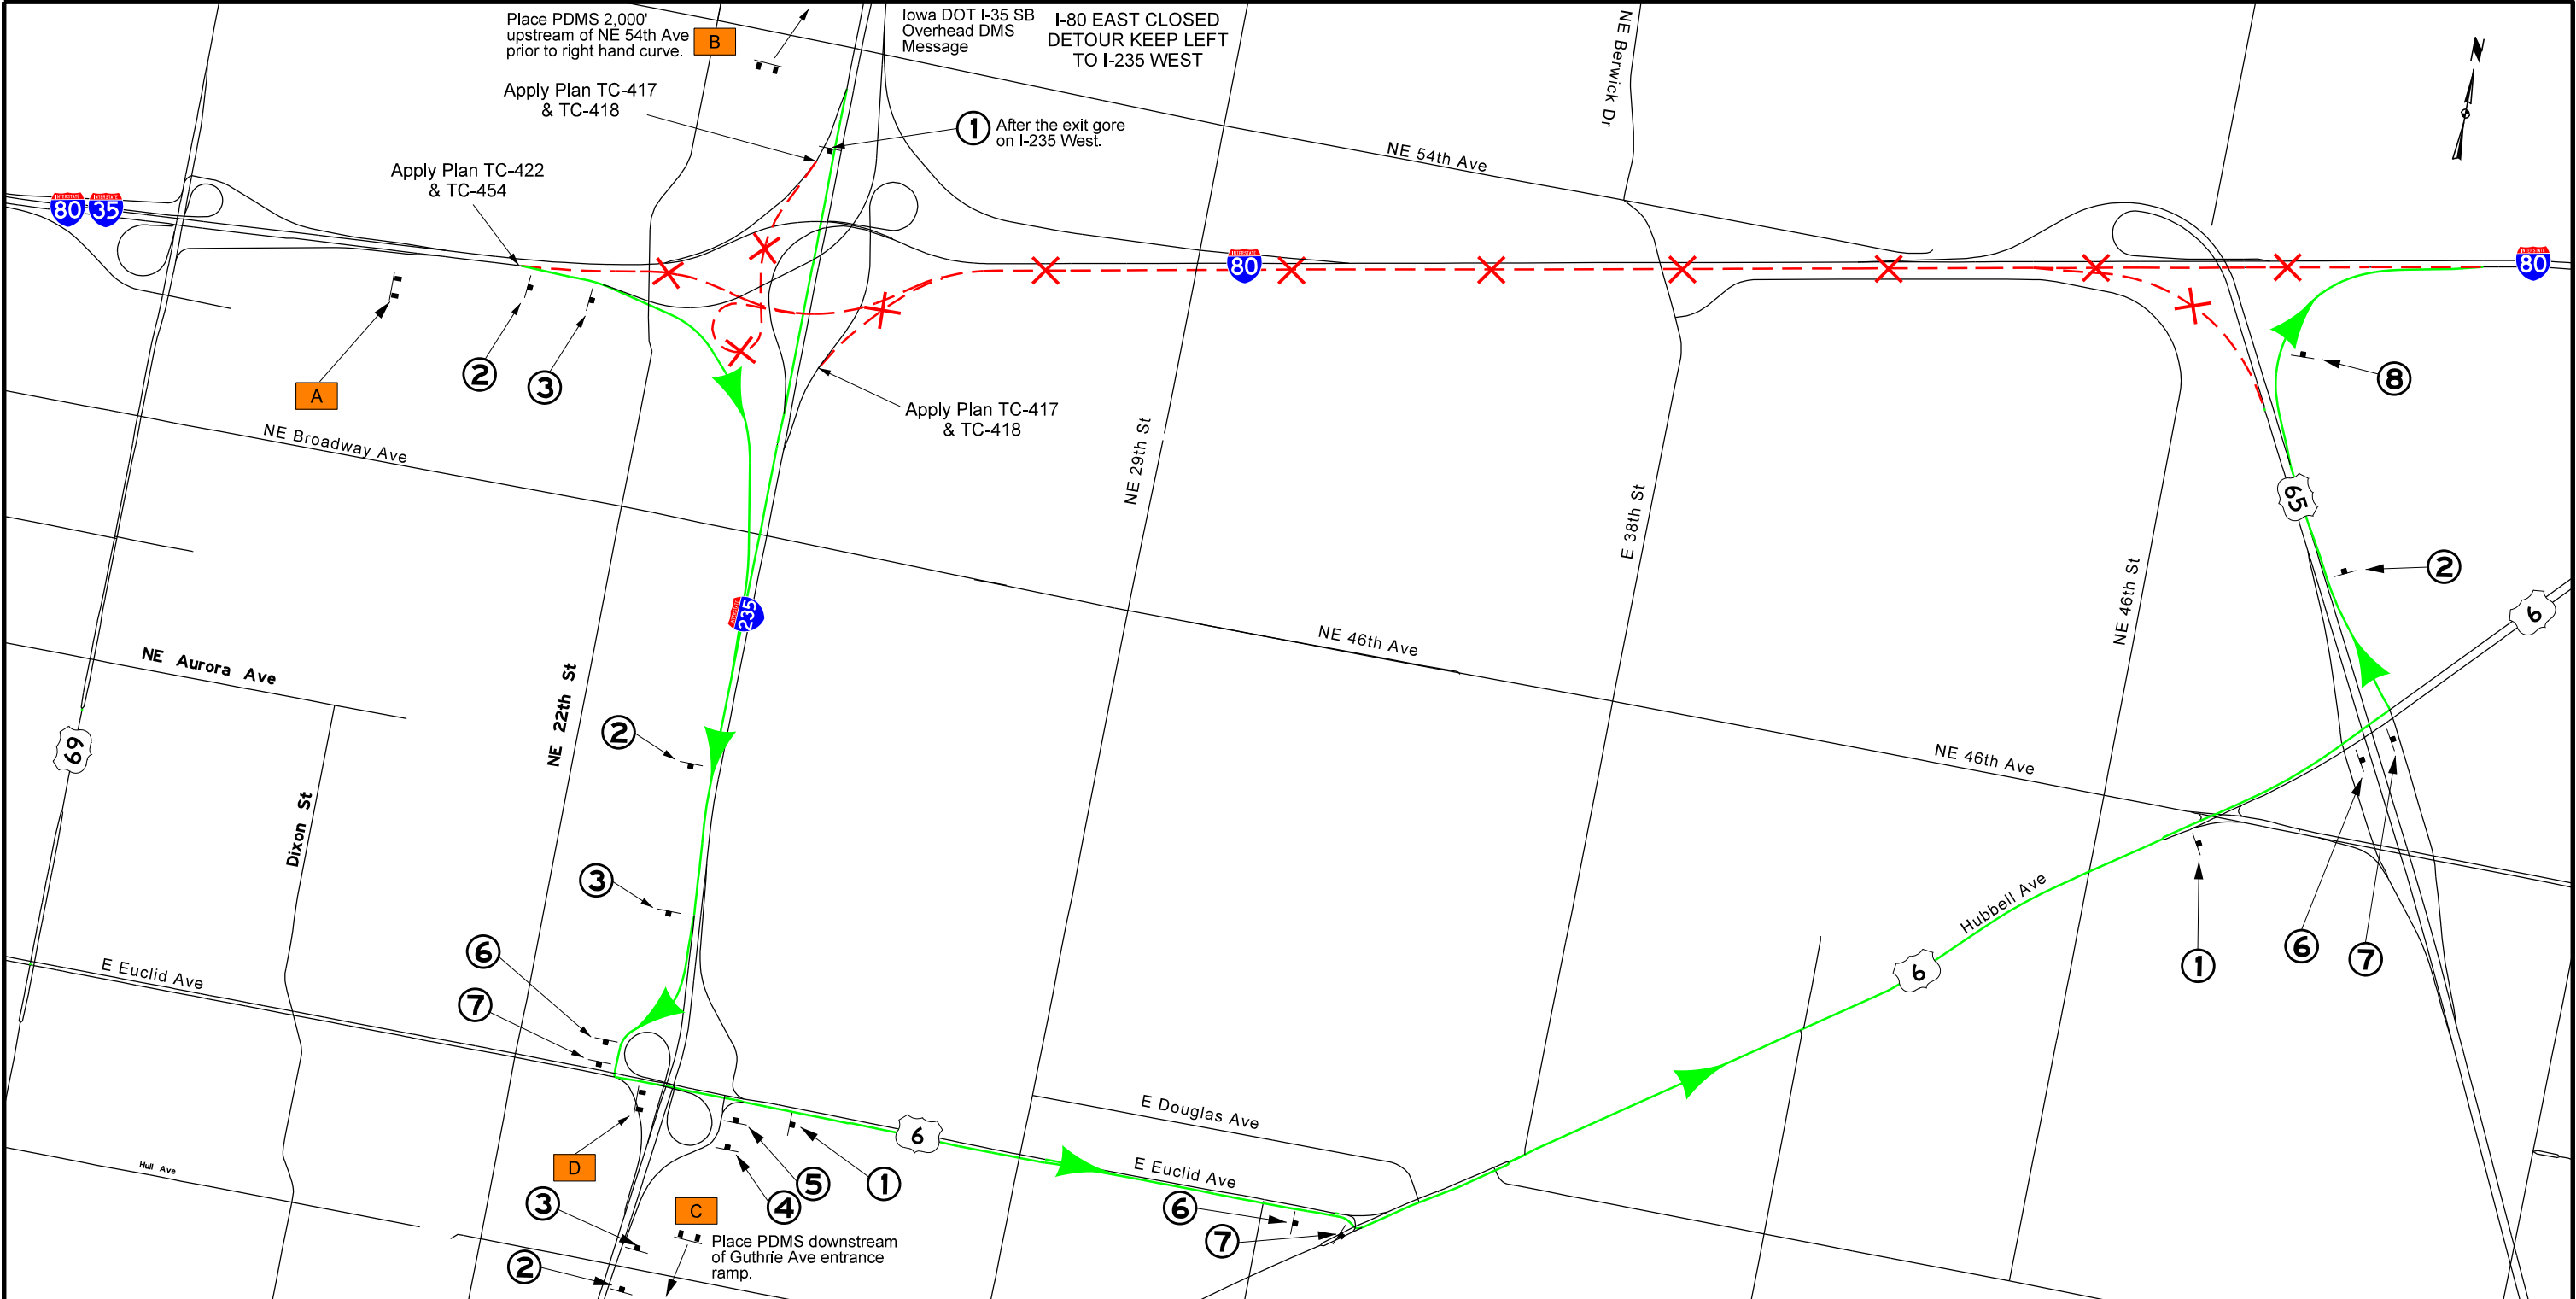 Place PDMS 2,000'
upstream of NE 54th Ave
prior to right hand curve.
B
Iowa DOT I-35 SB
Overhead DMS
Message
I-80 EAST CLOSED
DETOUR KEEP LEFT
TO I-235 WEST
NE Berwick Dr
N
Apply Plan TC-417
& TC-418
1
After the exit gore
on I-235 West.
NE 54th Ave
Apply Plan TC-422
& TC-454
80
35
80
80
A
2
3
8
Apply Plan TC-417
& TC-418
NE Broadway Ave
NE 29th St
E 38th St
NE 46th St
65
2
6
235
NE 46th Ave
NE Aurora Ave
NE 22th St
69
2
NE 46th Ave
Dixon St
3
Hubbell Ave
6
1
6
7
E Euclid Ave
6
7
E Douglas Ave
6
E Euclid Ave
Hull Ave
D
5
1
4
3
C
6
7
Place PDMS downstream
of Guthrie Ave entrance
ramp.
2